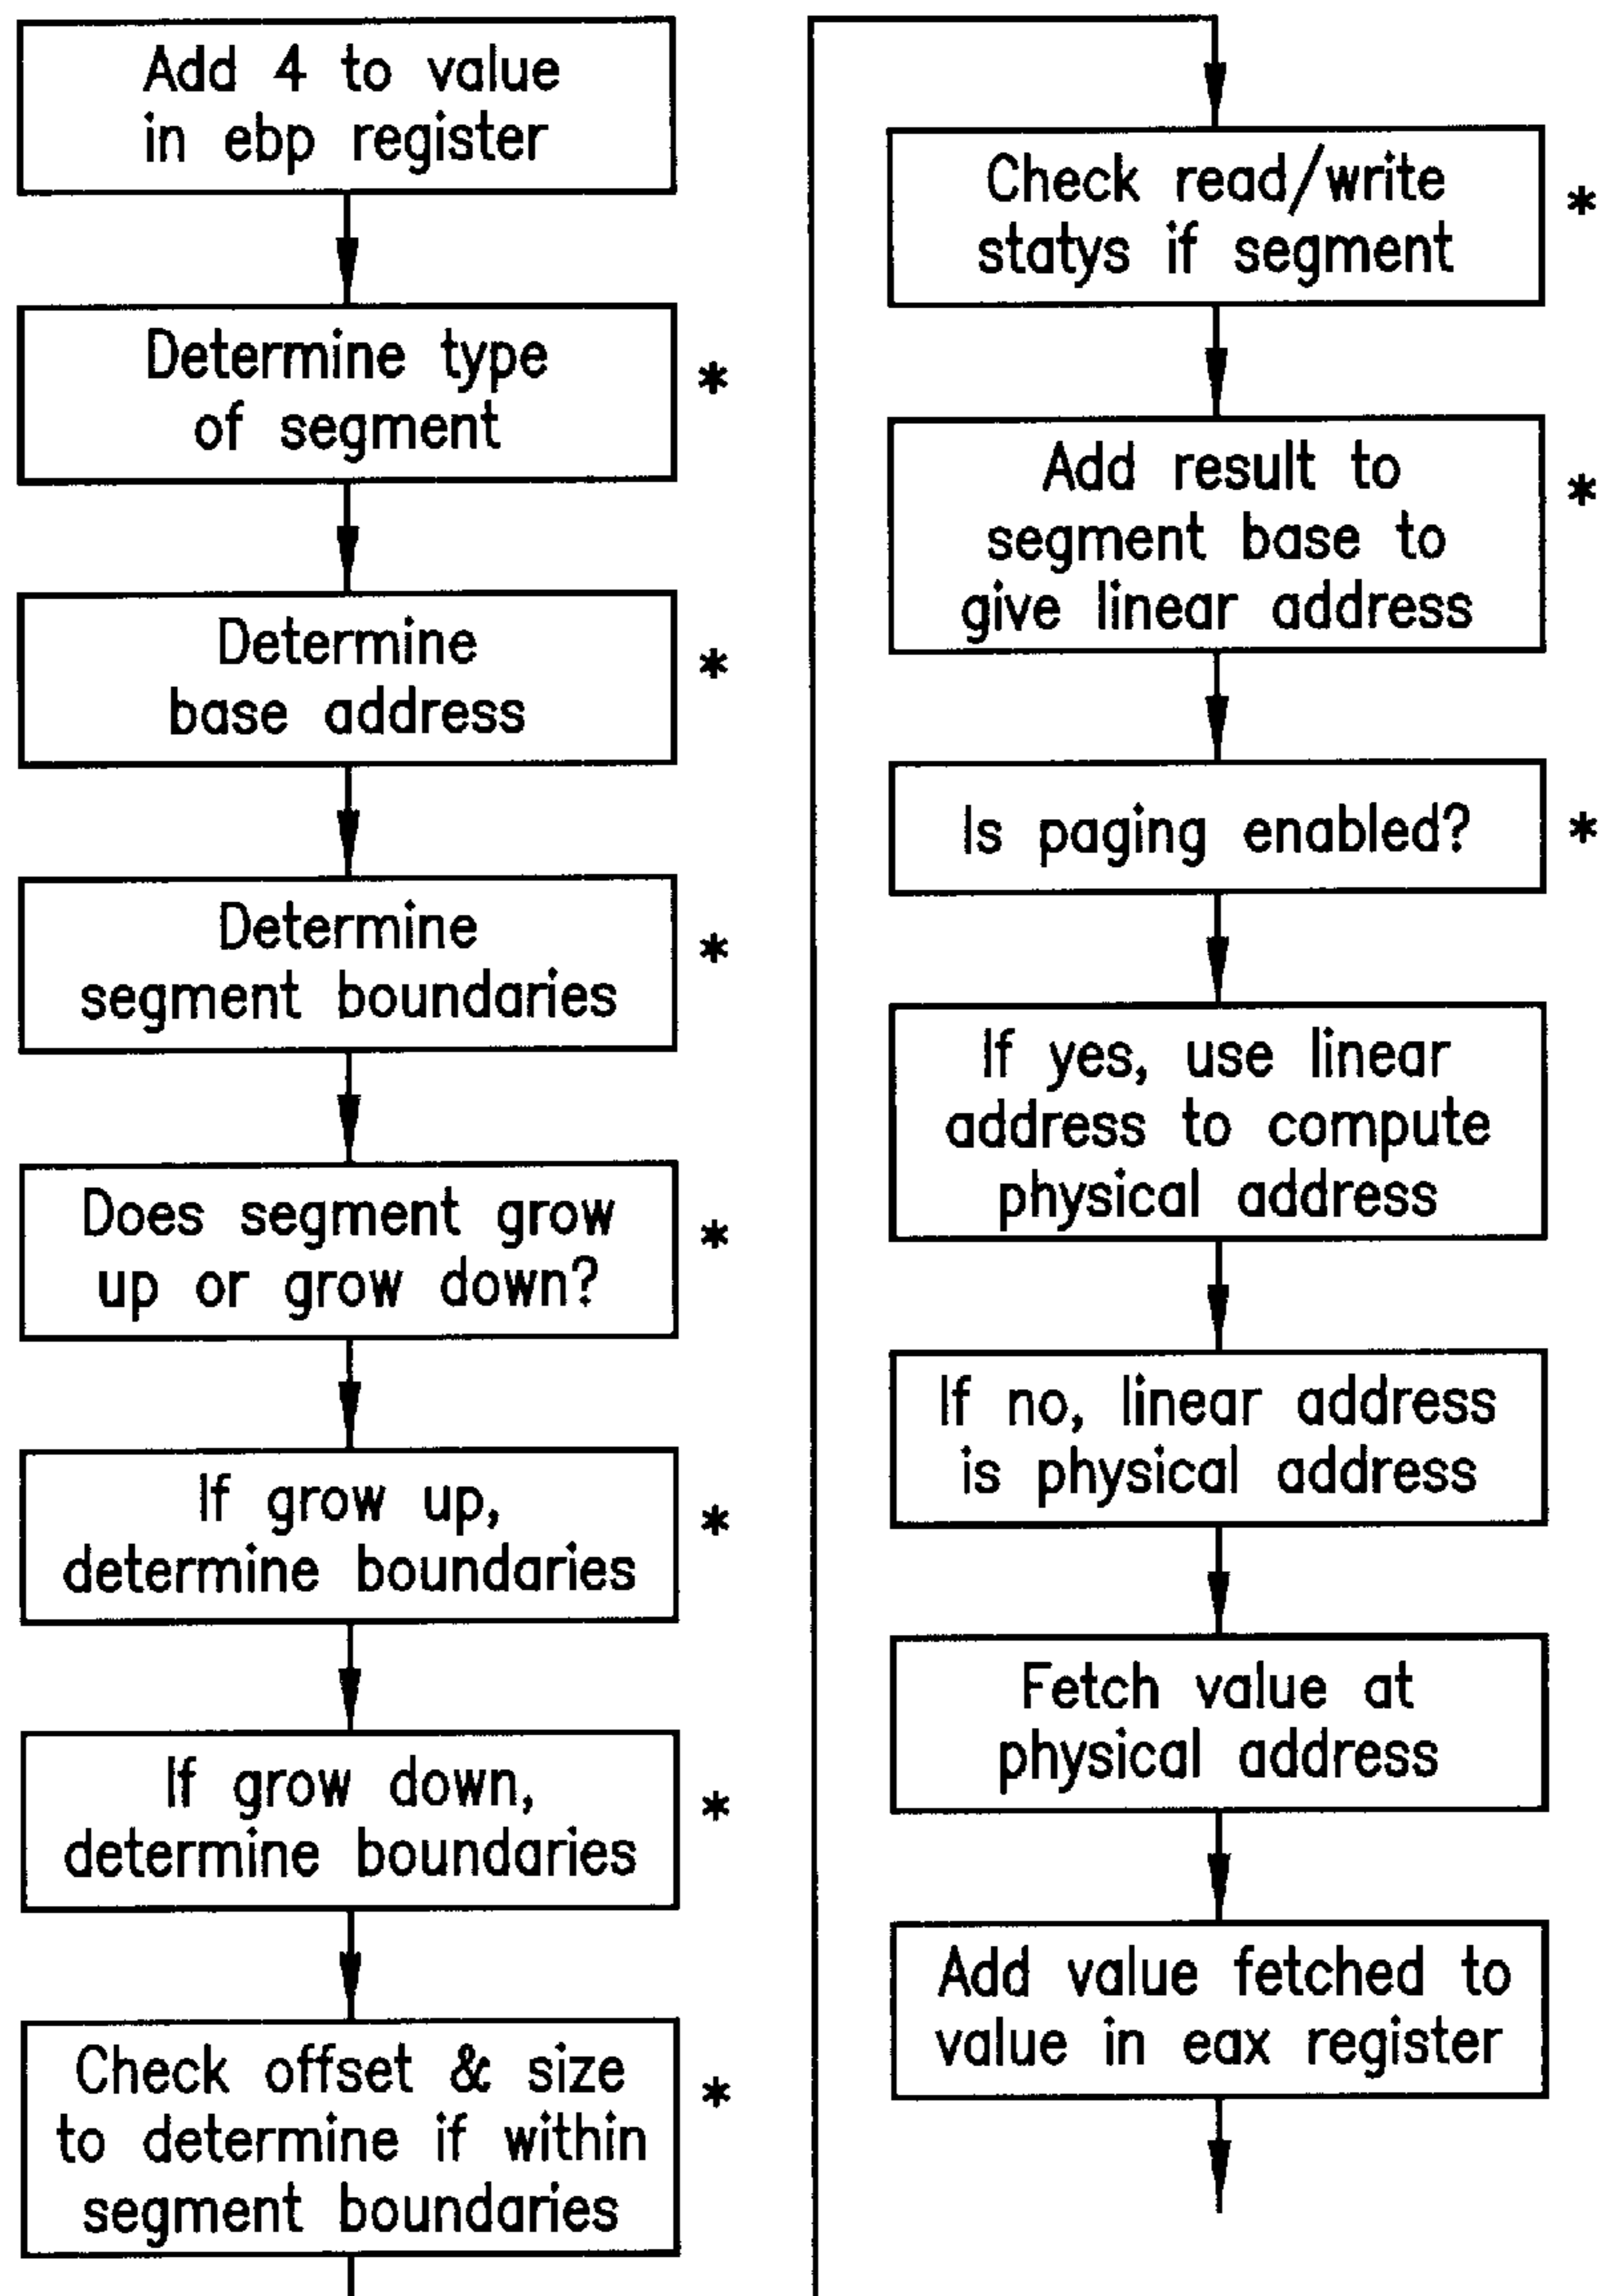 Add 4 to value
in ebp register
Determine type
of segment
*
Determine
base address
*
Determine
segment boundaries
*
Does segment grow
up or grow down?
*
If grow up,
determine boundaries
*
If grow down,
determine boundaries
*
Check offset & size
to determine if within
segment boundaries
*
Check read/write
statys if segment
*
Add result to
segment base to
give linear address
*
Is paging enabled?
*
If yes, use linear
address to compute
physical address
If no, linear address
is physical address
Fetch value at
physical address
Add value fetched to
value in eax register